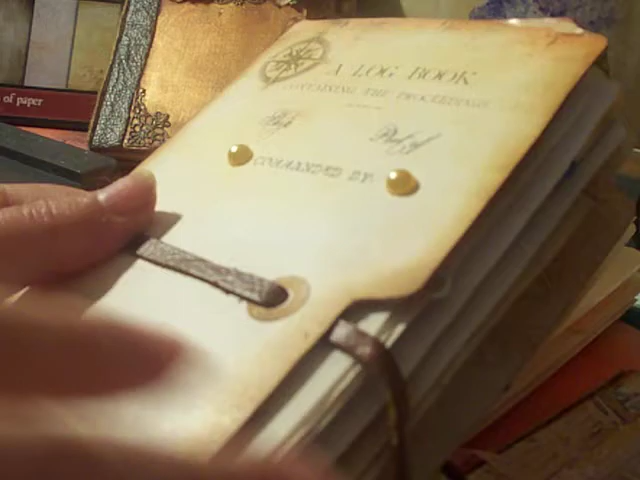 A LOG BOOK
CONTAINING THE PROCEEDINGS
COMMANDED BY
of paper